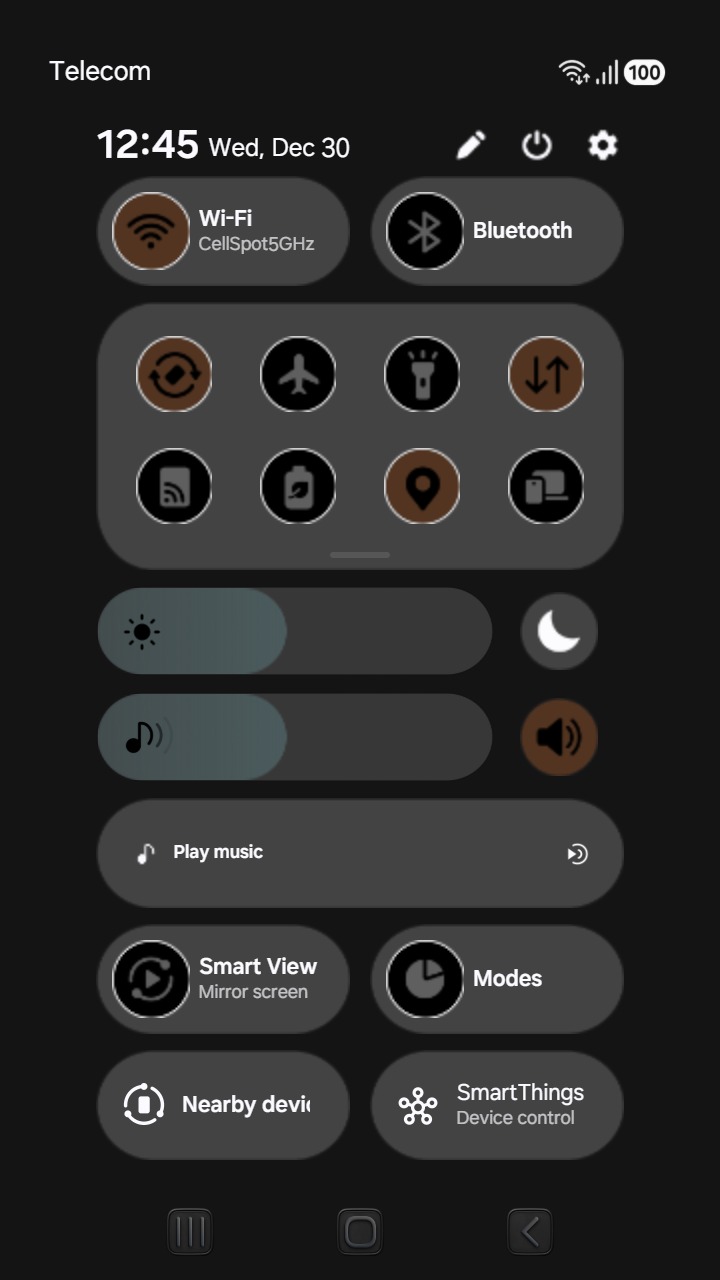 Telecom
100
12:45 Wed, Dec 30
Wi-Fi
CellSpot5GHz
Bluetooth
Play music
Smart View
Mirror screen
Modes
Nearby devi
SmartThings
Device control